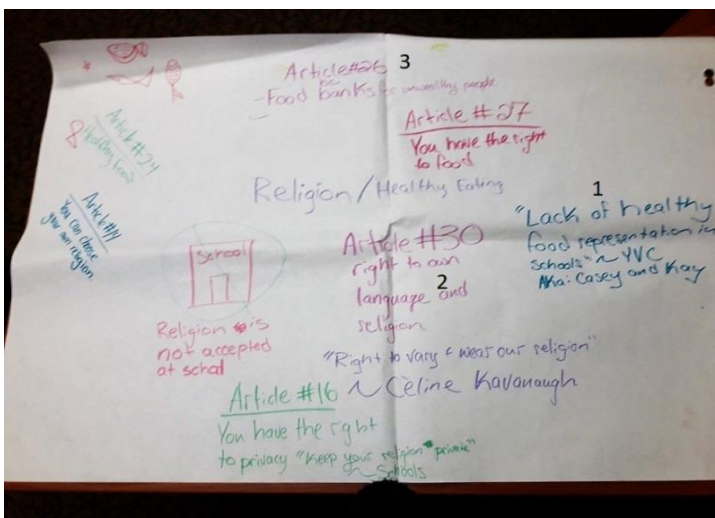 Article #26
3
Food banks for unwealthy people
Article #27
You have the right
to food
Article #24
Healthy Food
Religion/Healthy Eating
1
"Lack of healthy
food representation in
schools" ~ YVC
Aka: Casey and Kay
Article #14
You can chose
your own religion
School
Article #30
right to own
2
language and
religion
Religion is
not accepted
at school
"Right to vary & wear our religion"
~ Celine Kavanaugh
Article #16
You have the right
to privacy "Keep your religion private"
~ Schools